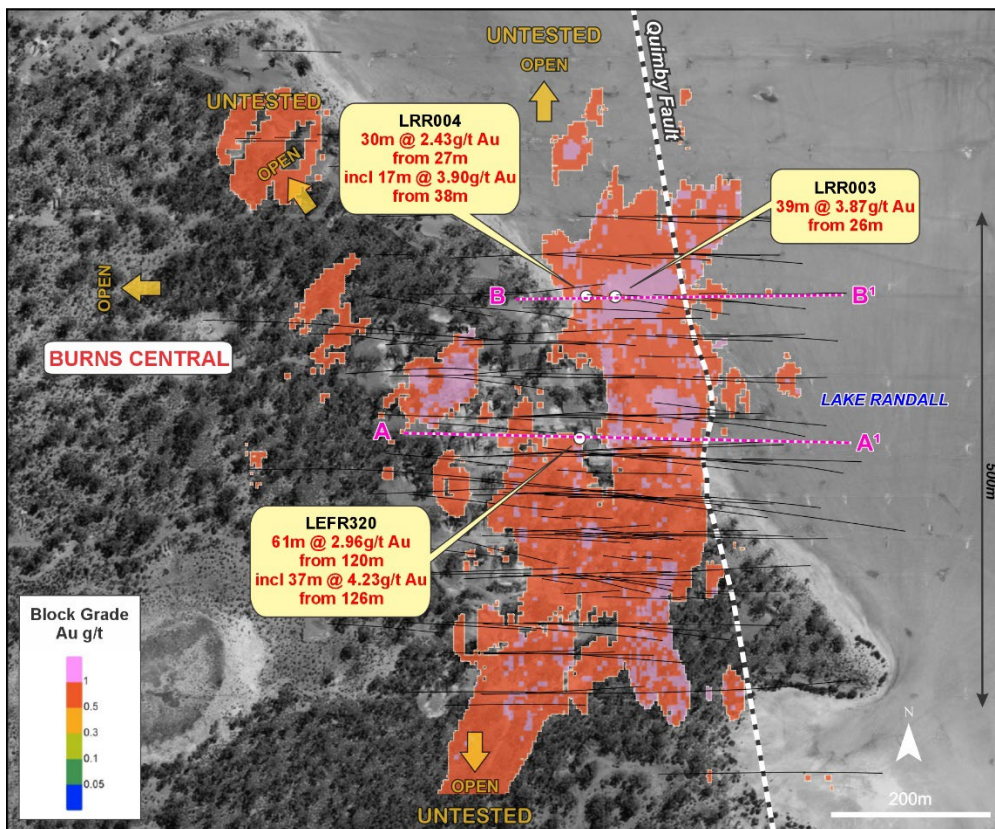 UNTESTED
OPEN
Quimby Fault
UNTESTED
OPEN
LRR004
30m @ 2.43g/t Au
from 27m
incl 17m @ 3.90g/t Au
from 38m
LRR003
39m @ 3.87g/t Au
from 26m
OPEN
B
B¹
BURNS CENTRAL
LAKE RANDALL
A
A¹
500m
LEFR320
61m @ 2.96g/t Au
from 120m
incl 37m @ 4.23g/t Au
from 126m
Block Grade
Au g/t
1
0.5
0.3
0.1
0.05
OPEN
UNTESTED
N
200m